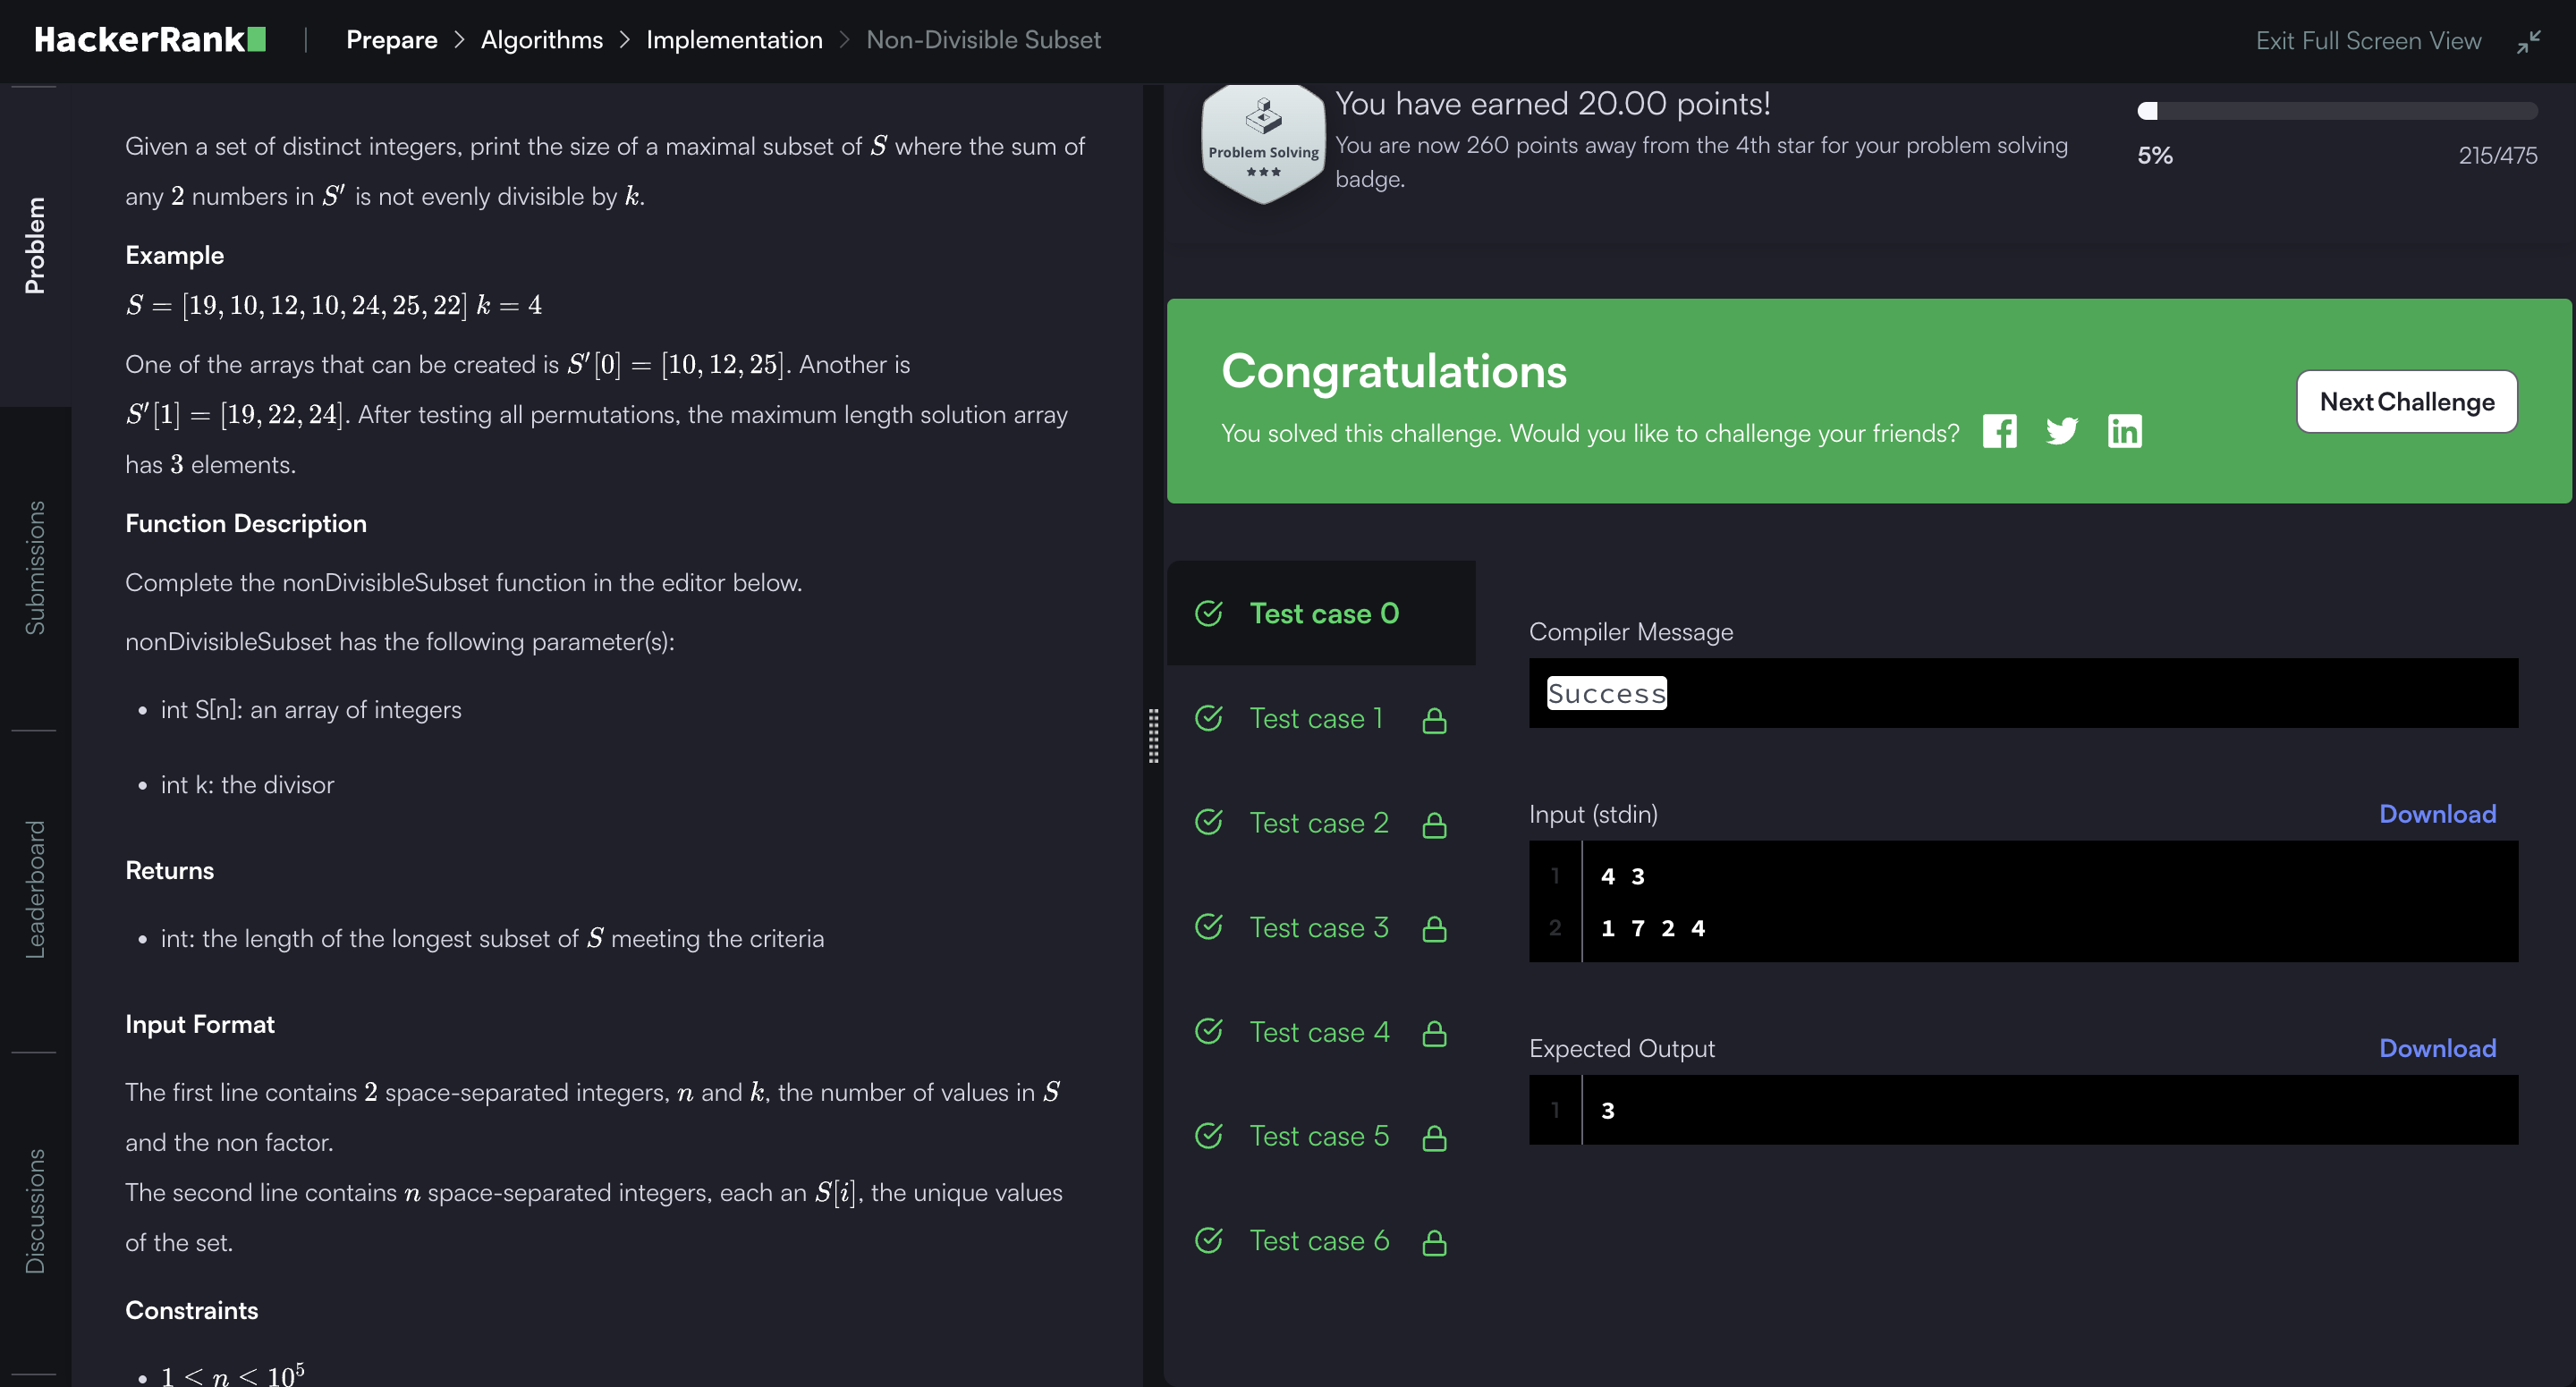 HackerRank | Prepare > Algorithms > Implementation > Non-Divisible Subset
Exit Full Screen View
Problem
Submissions
Leaderboard
Discussions
Given a set of distinct integers, print the size of a maximal subset of S where the sum of
any 2 numbers in S′ is not evenly divisible by k.
Example
S = [19, 10, 12, 10, 24, 25, 22] k = 4
One of the arrays that can be created is S′[0] = [10, 12, 25]. Another is
S′[1] = [19, 22, 24]. After testing all permutations, the maximum length solution array
has 3 elements.
Function Description
Complete the nonDivisibleSubset function in the editor below.
nonDivisibleSubset has the following parameter(s):
• int S[n]: an array of integers
• int k: the divisor
Returns
• int: the length of the longest subset of S meeting the criteria
Input Format
The first line contains 2 space-separated integers, n and k, the number of values in S
and the non factor.
The second line contains n space-separated integers, each an S[i], the unique values
of the set.
Constraints
• 1 ≤ n ≤ 10⁵
Problem Solving
★★★
You have earned 20.00 points!
You are now 260 points away from the 4th star for your problem solving
badge.
5%
215/475
Congratulations
You solved this challenge. Would you like to challenge your friends?
Next Challenge
Test case 0
Test case 1
Test case 2
Test case 3
Test case 4
Test case 5
Test case 6
Compiler Message
Success
Input (stdin)
Download
1 4 3
2 1 7 2 4
Expected Output
Download
1 3